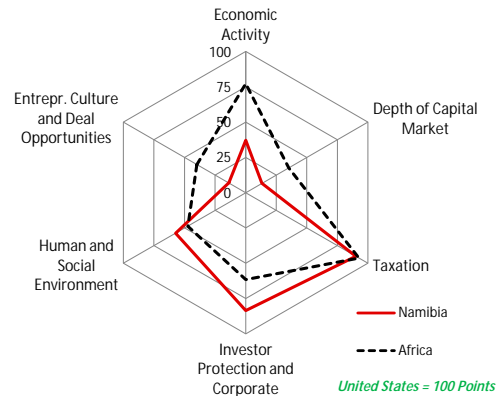 Economic
Activity
100
75
50
25
0
Depth of Capital
Market
Taxation
Investor
Protection and
Corporate
Human and
Social
Environment
Entrepr. Culture
and Deal
Opportunities
Namibia
Africa
United States = 100 Points